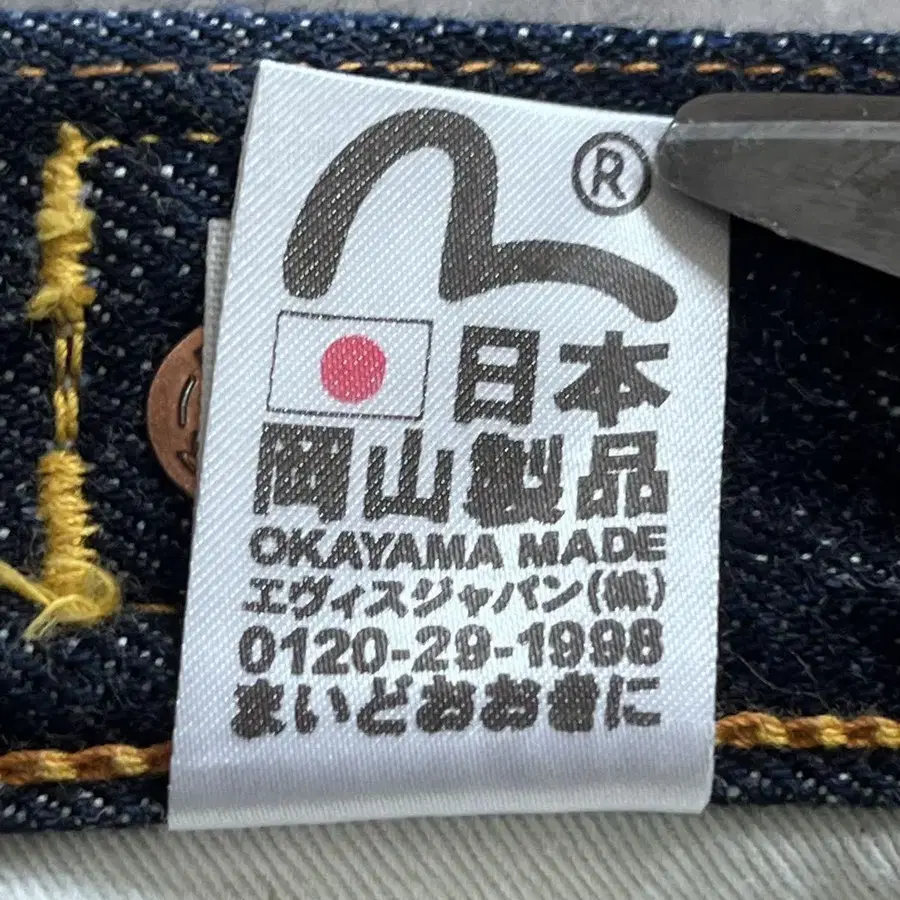 ®
日本
岡山製品
OKAYAMA MADE
エヴィスジャパン(株)
0120-29-1998
まいどおおきに